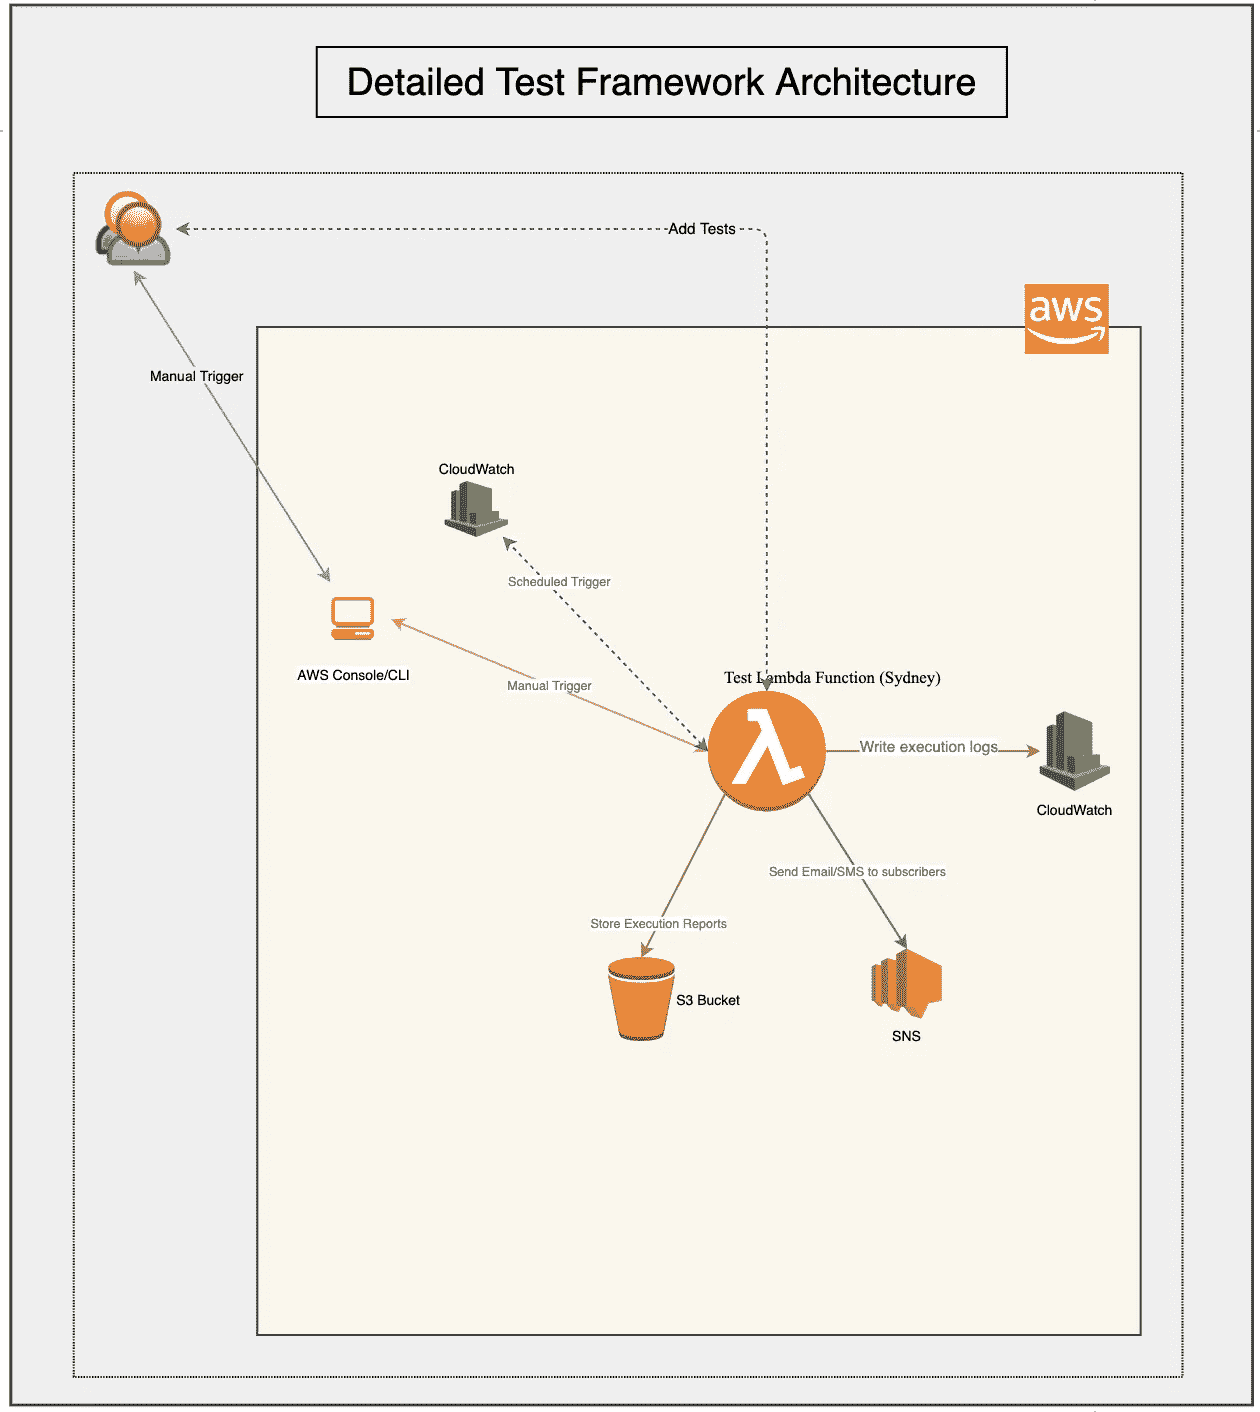 Detailed Test Framework Architecture
Add Tests
aws
Manual Trigger
CloudWatch
Scheduled Trigger
AWS Console/CLI
Manual Trigger
Test Lambda Function (Sydney)
Write execution logs
CloudWatch
Send Email/SMS to subscribers
Store Execution Reports
S3 Bucket
SNS